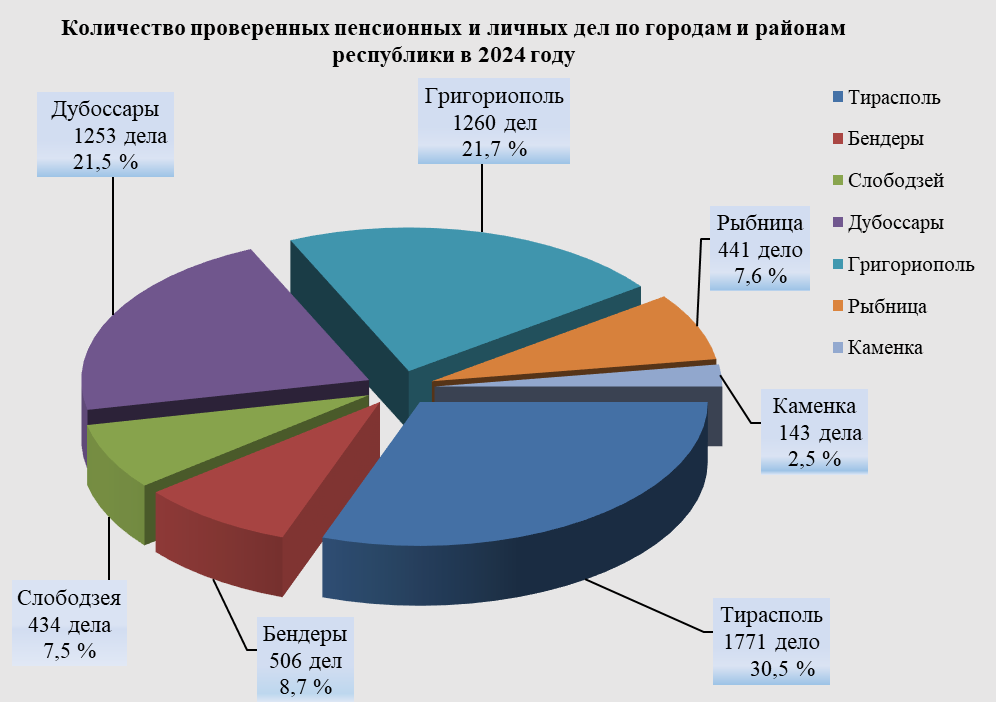 Количество проверенных пенсионных и личных дел по городам и районам
республики в 2024 году
Дубоссары
1253 дела
21,5 %
Григориополь
1260 дел
21,7 %
Рыбница
441 дело
7,6 %
Каменка
143 дела
2,5 %
Тирасполь
1771 дело
30,5 %
Бендеры
506 дел
8,7 %
Слободзея
434 дела
7,5 %
Тирасполь
Бендеры
Слободзей
Дубоссары
Григориополь
Рыбница
Каменка